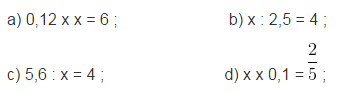 a) 0,12 x x = 6 ; b) x : 2,5 = 4 ;
c) 5,6 : x = 4 ; d) x x 0,1 = 2/5 ;